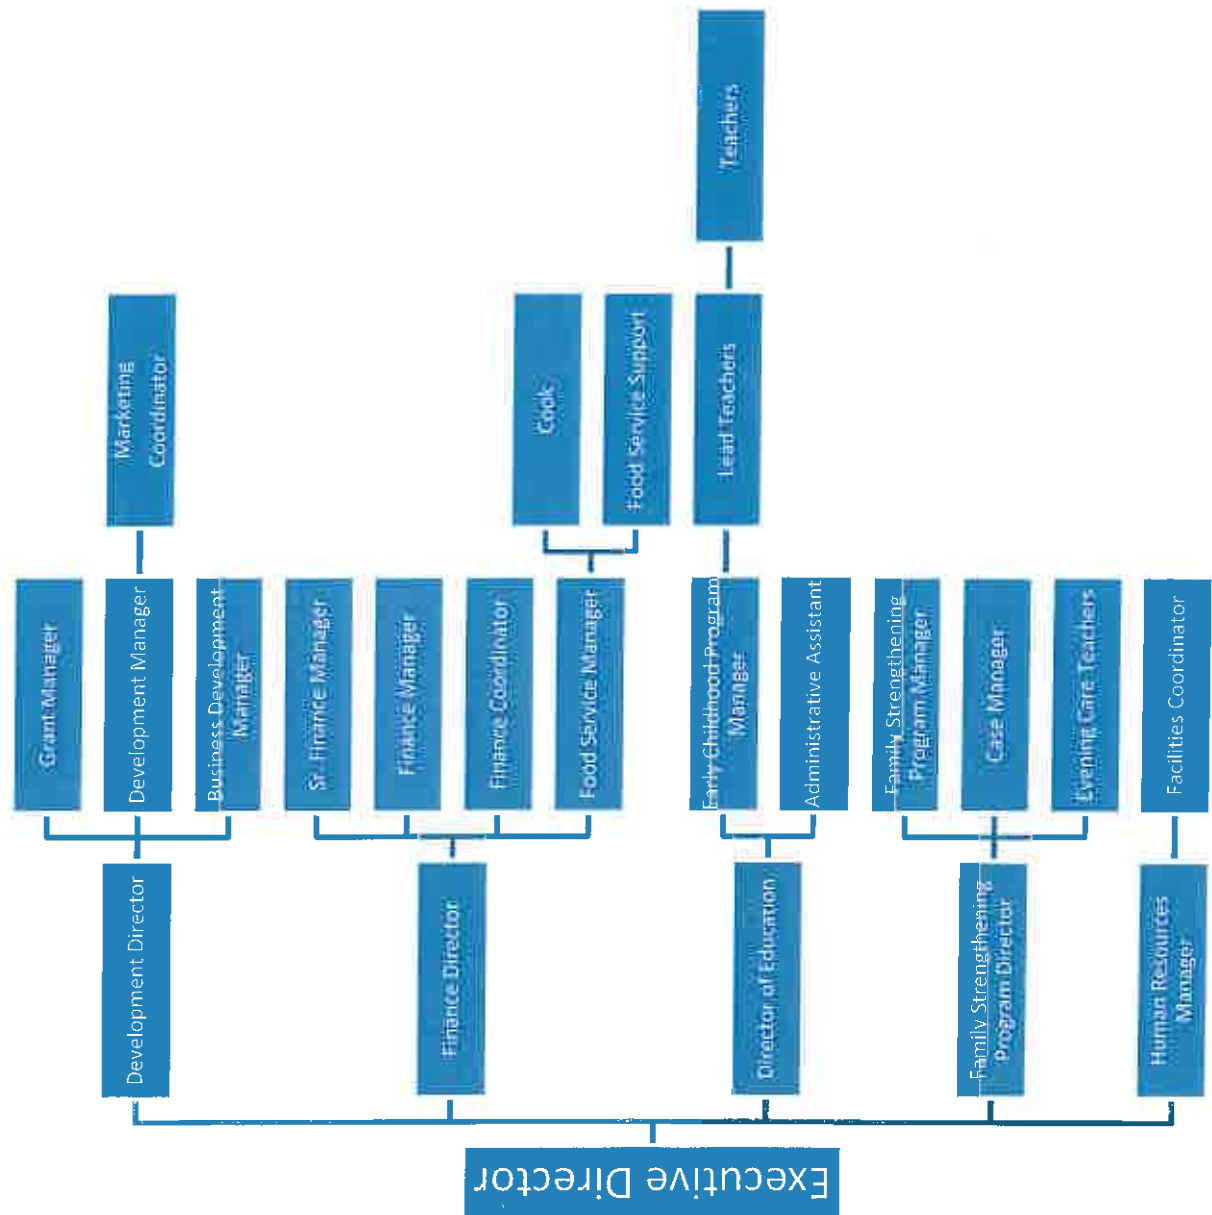 Executive Director
Development Director
Grant Manager
Development Manager
Marketing
Coordinator
Business Development
Manager
Finance Director
Sr. Finance Manager
Finance Manager
Finance Coordinator
Food Service Manager
Cook
Food Service Support
Director of Education
Early Childhood Program
Manager
Lead Teachers
Teachers
Administrative Assistant
Family Strengthening
Program Director
Family Strengthening
Program Manager
Case Manager
Evening Care Teachers
Human Resources
Manager
Facilities Coordinator